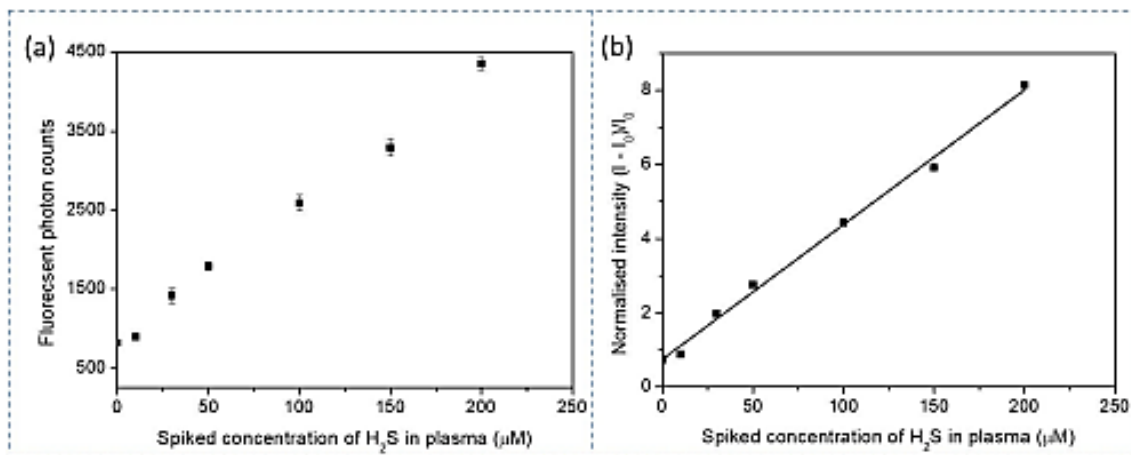 (a)
4500
3500
2500
1500
500
0 50 100 150 200 250
Fluorecsent photon counts
Spiked concentration of H₂S in plasma (μM)
(b)
8
6
4
2
0
0 50 100 150 200 250
Normalised intensity (I - I₀)/I₀
Spiked concentration of H₂S in plasma (μM)